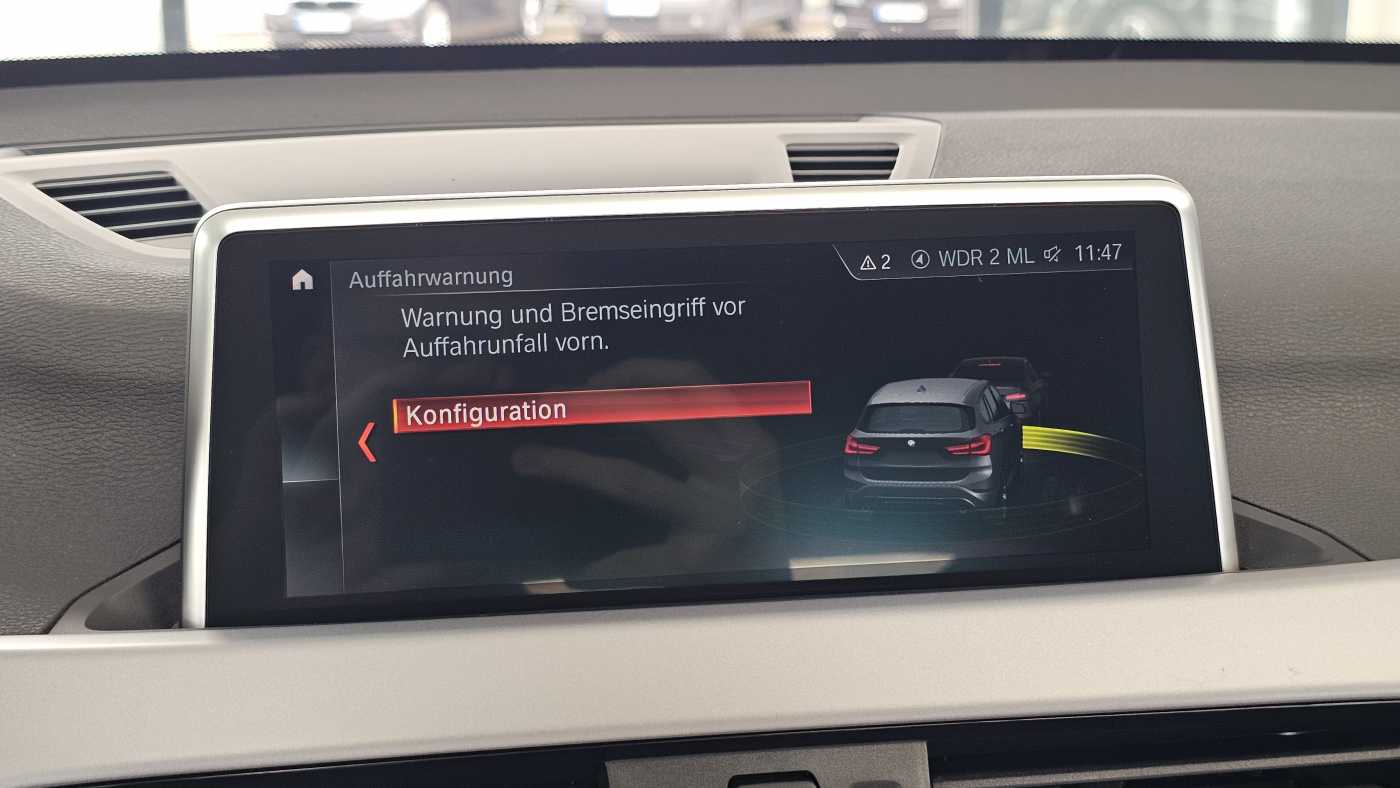 Auffahrwarnung
2 WDR 2 ML 11:47
Warnung und Bremseingriff vor
Auffahrunfall vorn.
Konfiguration